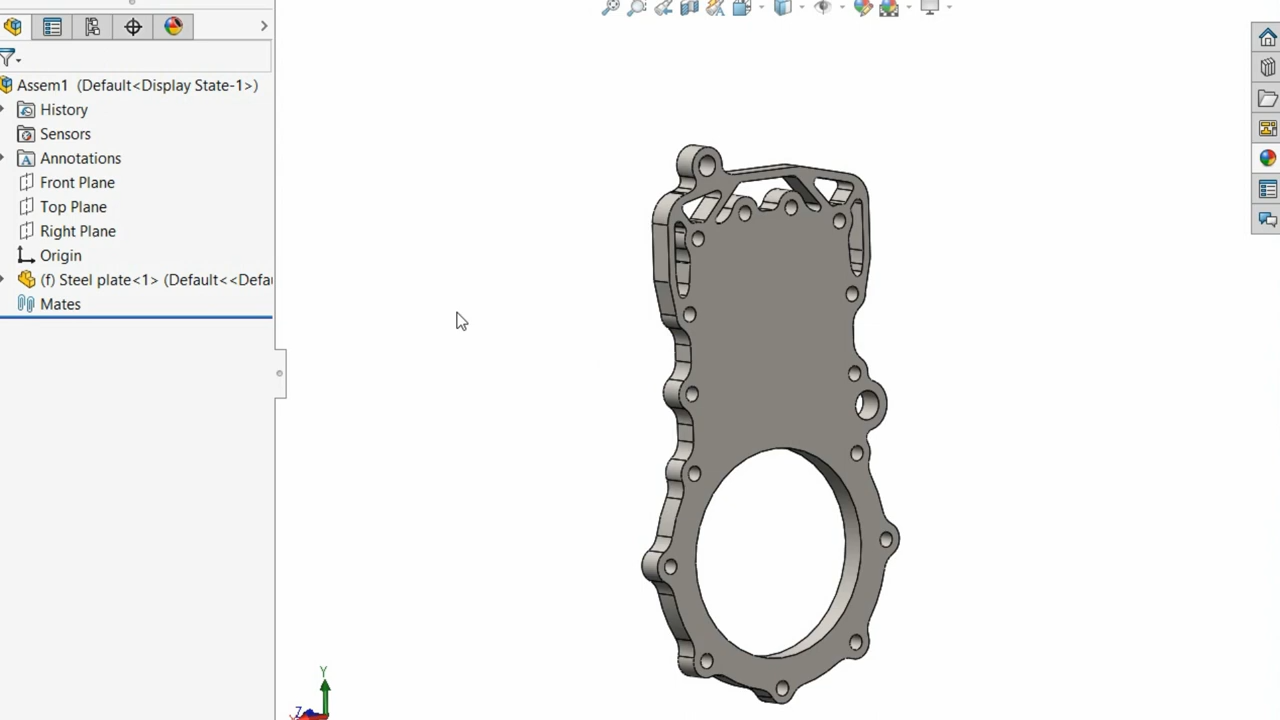 Assem1 (Default<Display State-1>)
History
Sensors
Annotations
Front Plane
Top Plane
Right Plane
Origin
(f) Steel plate<1> (Default<<Defa
Mates
Y
Z